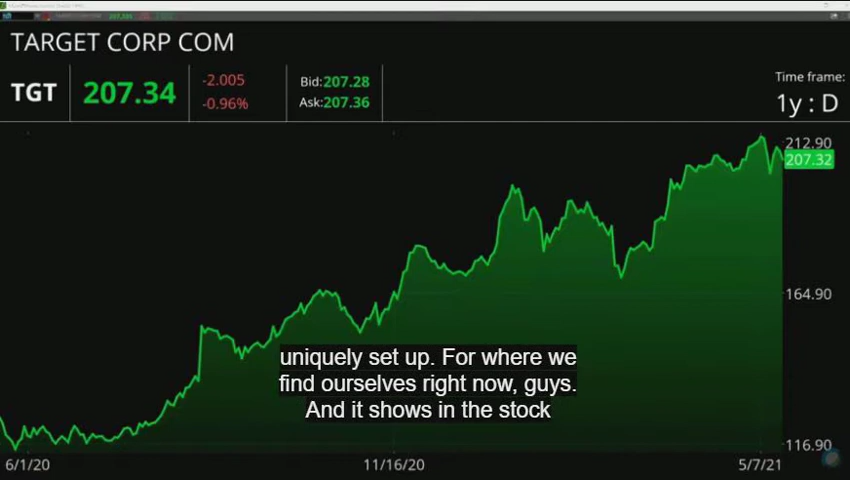 TARGET CORP COM
TGT
207.34
-2.005
-0.96%
Bid:207.28
Ask:207.36
Time frame:
1y : D
212.90
207.32
164.90
116.90
uniquely set up. For where we
find ourselves right now, guys.
And it shows in the stock
6/1/20
11/16/20
5/7/21